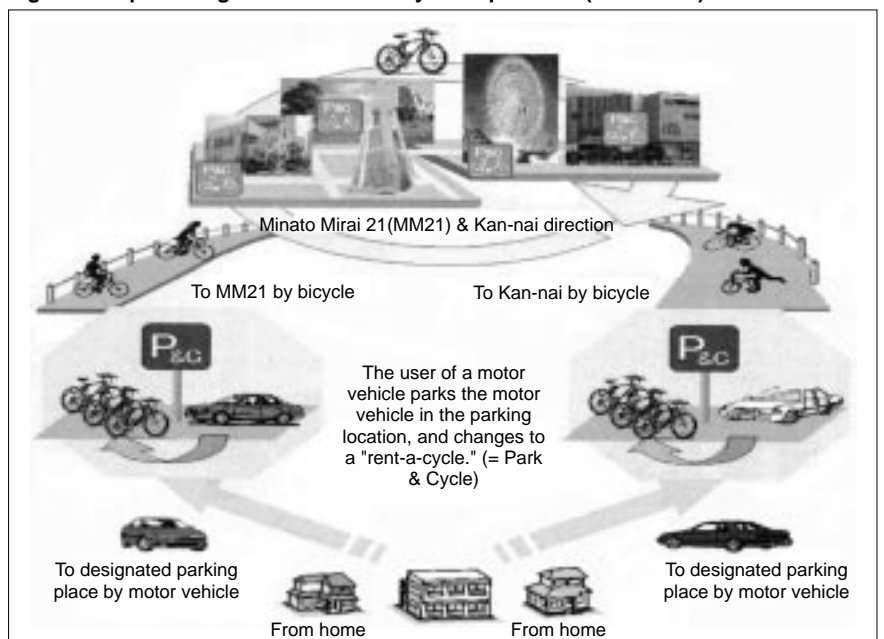 Minato Mirai 21(MM21) & Kan-nai direction
To MM21 by bicycle
To Kan-nai by bicycle
P&C
P&C
The user of a motor
vehicle parks the motor
vehicle in the parking
location, and changes to
a "rent-a-cycle." (= Park
& Cycle)
To designated parking
place by motor vehicle
To designated parking
place by motor vehicle
From home
From home